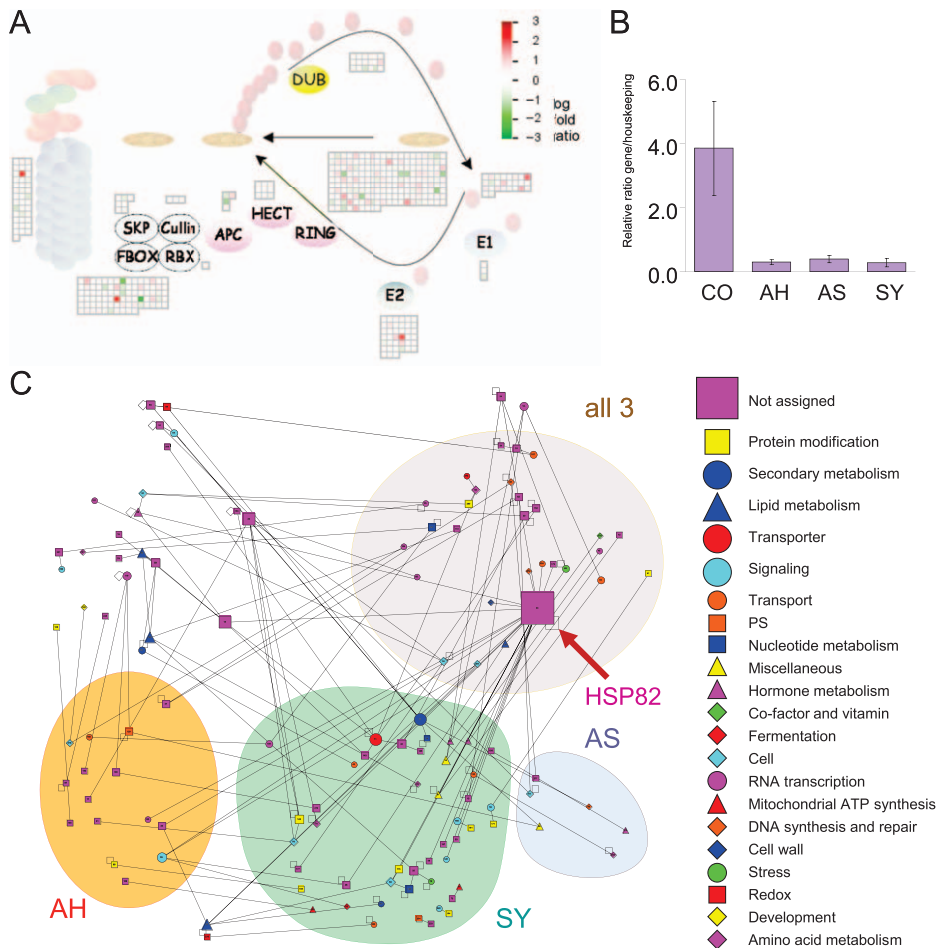 A
DUB
3
2
1
0
−1
−2
−3
log
fold
ratio
SKP
Cullin
FBOX
RBX
APC
HECT
RING
E1
E2
B
Relative ratio gene/houskeeping
6.0
4.0
2.0
0.0
CO
AH
AS
SY
C
all 3
HSP82
AS
AH
SY
Not assigned
Protein modification
Secondary metabolism
Lipid metabolism
Transporter
Signaling
Transport
PS
Nucleotide metabolism
Miscellaneous
Hormone metabolism
Co-factor and vitamin
Fermentation
Cell
RNA transcription
Mitochondrial ATP synthesis
DNA synthesis and repair
Cell wall
Stress
Redox
Development
Amino acid metabolism